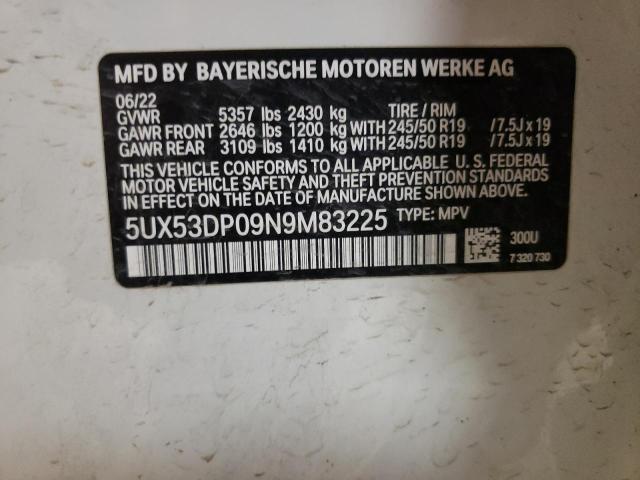 MFD BY BAYERISCHE MOTOREN WERKE AG
06/22
GVWR 5357 lbs 2430 kg TIRE / RIM
GAWR FRONT 2646 lbs 1200 kg WITH 245/50 R19 /7.5J x 19
GAWR REAR 3109 lbs 1410 kg WITH 245/50 R19 /7.5J x 19
THIS VEHICLE CONFORMS TO ALL APPLICABLE U. S. FEDERAL
MOTOR VEHICLE SAFETY AND THEFT PREVENTION STANDARDS
IN EFFECT ON THE DATE OF MANUFACTURE SHOWN ABOVE.
5UX53DP09N9M83225 TYPE: MPV
300U
7 320 730